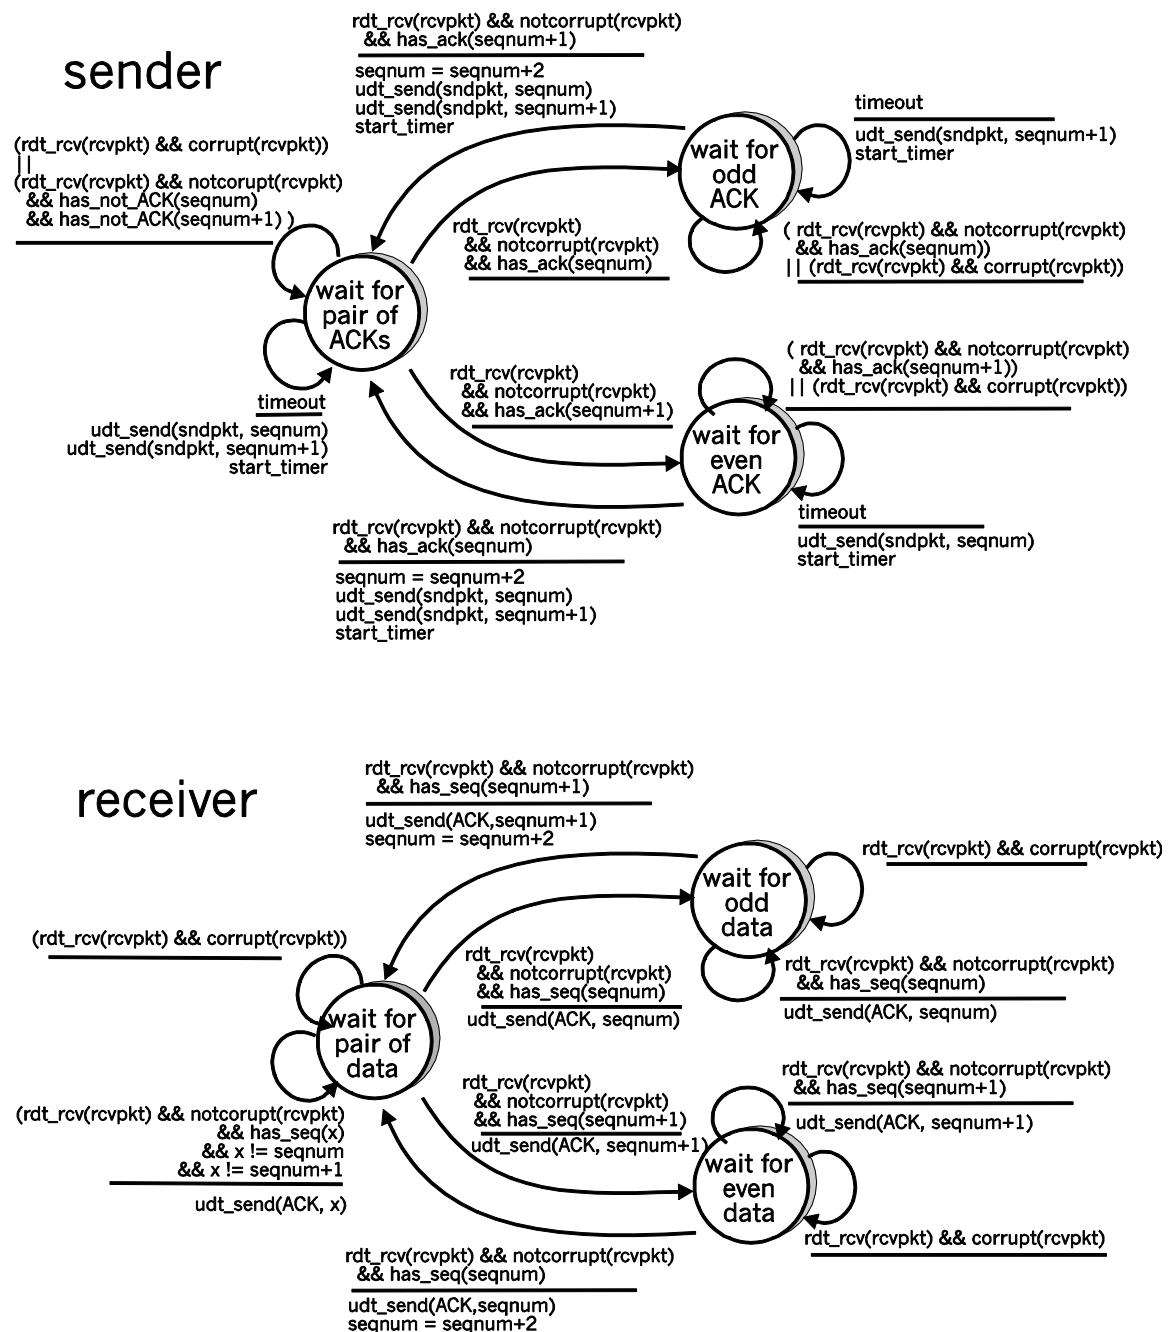 rdt_rcv(rcvpkt) && notcorrupt(rcvpkt)
&& has_ack(seqnum+1)
sender
seqnum = seqnum+2
udt_send(sndpkt, seqnum)
udt_send(sndpkt, seqnum+1)
start_timer
timeout
udt_send(sndpkt, seqnum+1)
start_timer
(rdt_rcv(rcvpkt) && corrupt(rcvpkt))
||
(rdt_rcv(rcvpkt) && notcorupt(rcvpkt)
&& has_not_ACK(seqnum)
&& has_not_ACK(seqnum+1) )
wait for
odd
ACK
rdt_rcv(rcvpkt)
&& notcorrupt(rcvpkt)
&& has_ack(seqnum)
( rdt_rcv(rcvpkt) && notcorrupt(rcvpkt)
&& has_ack(seqnum))
|| (rdt_rcv(rcvpkt) && corrupt(rcvpkt))
wait for
pair of
ACKs
timeout
udt_send(sndpkt, seqnum)
udt_send(sndpkt, seqnum+1)
start_timer
rdt_rcv(rcvpkt)
&& notcorrupt(rcvpkt)
&& has_ack(seqnum+1)
( rdt_rcv(rcvpkt) && notcorrupt(rcvpkt)
&& has_ack(seqnum+1))
|| (rdt_rcv(rcvpkt) && corrupt(rcvpkt))
wait for
even
ACK
timeout
udt_send(sndpkt, seqnum)
start_timer
rdt_rcv(rcvpkt) && notcorrupt(rcvpkt)
&& has_ack(seqnum)
seqnum = seqnum+2
udt_send(sndpkt, seqnum)
udt_send(sndpkt, seqnum+1)
start_timer
receiver
rdt_rcv(rcvpkt) && notcorrupt(rcvpkt)
&& has_seq(seqnum+1)
udt_send(ACK,seqnum+1)
seqnum = seqnum+2
rdt_rcv(rcvpkt) && corrupt(rcvpkt)
wait for
odd
data
(rdt_rcv(rcvpkt) && corrupt(rcvpkt))
rdt_rcv(rcvpkt)
&& notcorrupt(rcvpkt)
&& has_seq(seqnum)
udt_send(ACK, seqnum)
rdt_rcv(rcvpkt) && notcorrupt(rcvpkt)
&& has_seq(seqnum)
udt_send(ACK, seqnum)
wait for
pair of
data
(rdt_rcv(rcvpkt) && notcorupt(rcvpkt)
&& has_seq(x)
&& x != seqnum
&& x != seqnum+1
udt_send(ACK, x)
rdt_rcv(rcvpkt)
&& notcorrupt(rcvpkt)
&& has_seq(seqnum+1)
udt_send(ACK, seqnum+1)
rdt_rcv(rcvpkt) && notcorrupt(rcvpkt)
&& has_seq(seqnum+1)
udt_send(ACK, seqnum+1)
wait for
even
data
rdt_rcv(rcvpkt) && corrupt(rcvpkt)
rdt_rcv(rcvpkt) && notcorrupt(rcvpkt)
&& has_seq(seqnum)
udt_send(ACK,seqnum)
seqnum = seqnum+2